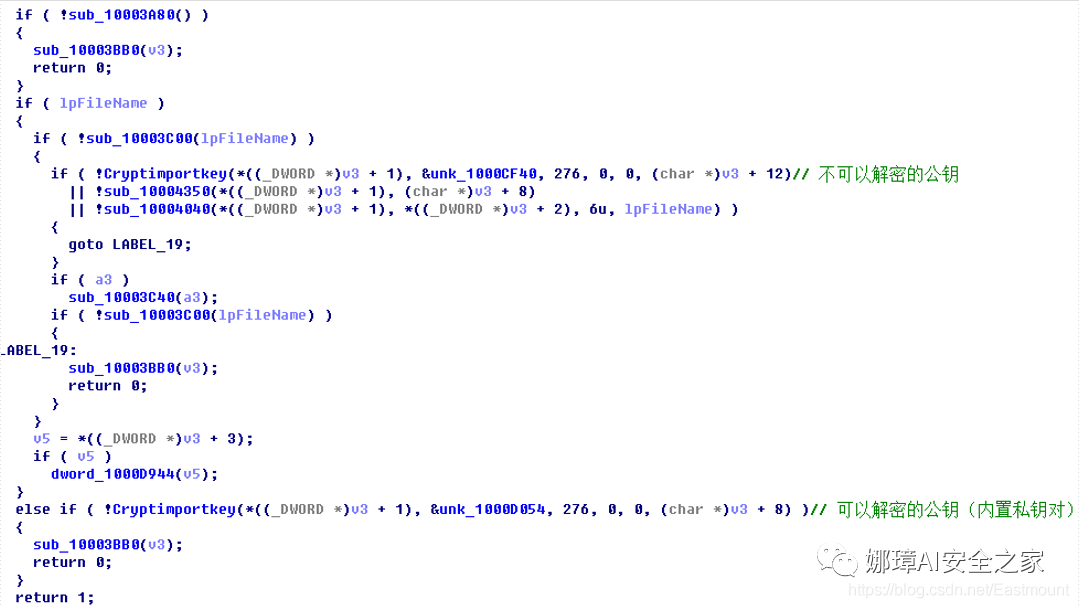 if ( !sub_10003A80() )
{
sub_10003BB0(v3);
return 0;
}
if ( lpFileName )
{
if ( !sub_10003C00(lpFileName) )
{
if ( !Cryptimportkey(*((_DWORD *)v3 + 1), &unk_1000CF40, 276, 0, 0, (char *)v3 + 12)// 不可以解密的公钥
|| !sub_10004350(*((_DWORD *)v3 + 1), (char *)v3 + 8)
|| !sub_10004040(*((_DWORD *)v3 + 1), *((_DWORD *)v3 + 2), 6u, lpFileName) )
{
goto LABEL_19;
}
if ( a3 )
sub_10003C40(a3);
if ( !sub_10003C00(lpFileName) )
{
LABEL_19:
sub_10003BB0(v3);
return 0;
}
}
v5 = *((_DWORD *)v3 + 3);
if ( v5 )
dword_1000D944(v5);
}
else if ( !Cryptimportkey(*((_DWORD *)v3 + 1), &unk_1000D054, 276, 0, 0, (char *)v3 + 8) )// 可以解密的公钥（内置私钥对）
{
sub_10003BB0(v3);
return 0;
}
return 1;
娜璋AI安全之家
https://blog.csdn.net/Eastmount